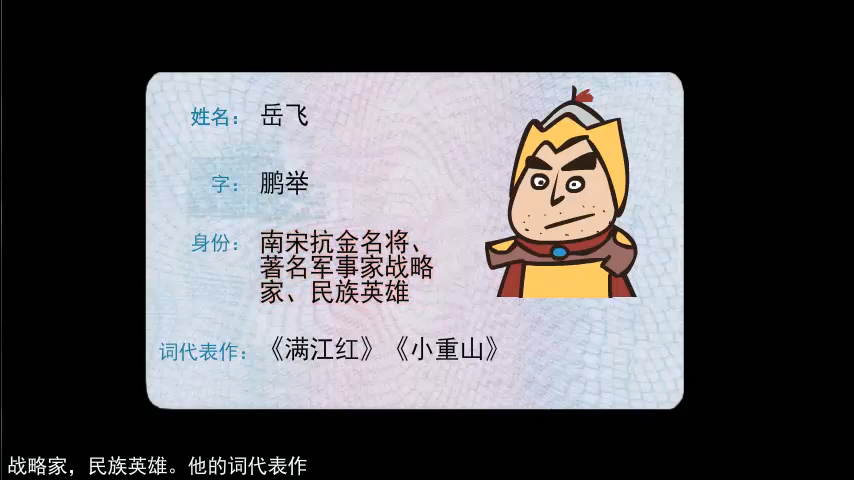 姓名： 岳飞
字： 鹏举
身份： 南宋抗金名将、
著名军事家战略
家、民族英雄
词代表作： 《满江红》《小重山》
战略家，民族英雄。他的词代表作